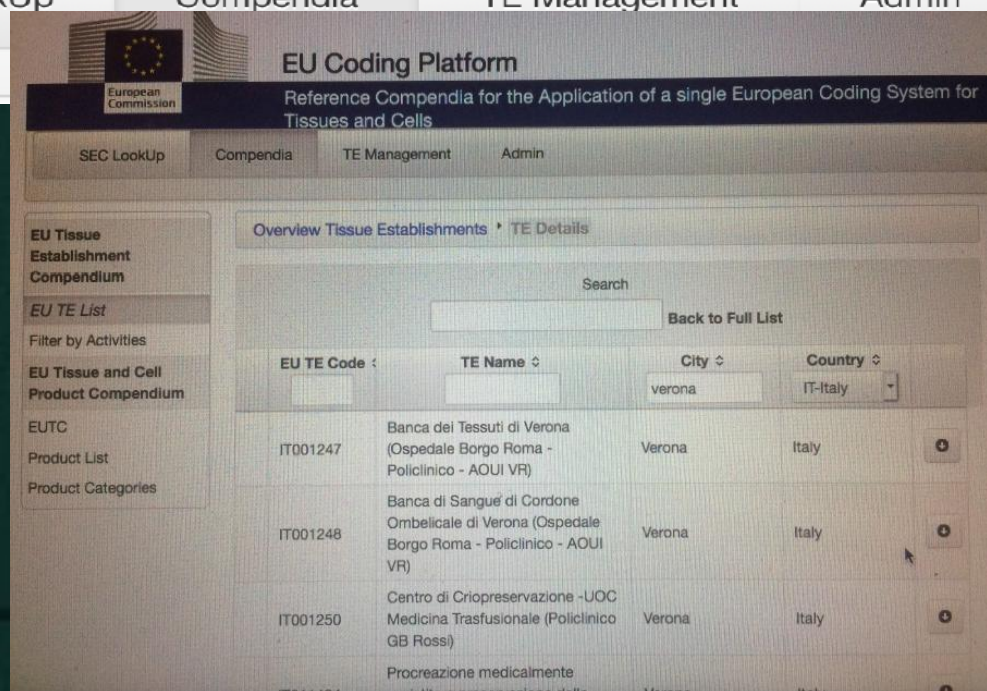 Compendia
TE Management
Admin
European
Commission
EU Coding Platform
Reference Compendia for the Application of a single European Coding System for
Tissues and Cells
SEC LookUp Compendia TE Management Admin
EU Tissue
Establishment
Compendium
EU TE List
Filter by Activities
EU Tissue and Cell
Product Compendium
EUTC
Product List
Product Categories
Overview Tissue Establishments TE Details
Search
Back to Full List
EU TE Code TE Name City Country
verona IT-Italy
Banca dei Tessuti di Verona
IT001247 (Ospedale Borgo Roma - Verona Italy
Policlinico - AOUI VR)
Banca di Sangue di Cordone
Ombelicale di Verona (Ospedale
IT001248 Borgo Roma - Policlinico - AOUI Verona Italy
VR)
Centro di Criopreservazione -UOC
IT001250 Medicina Trasfusionale (Policlinico Verona Italy
GB Rossi)
Procreazione medicalmente